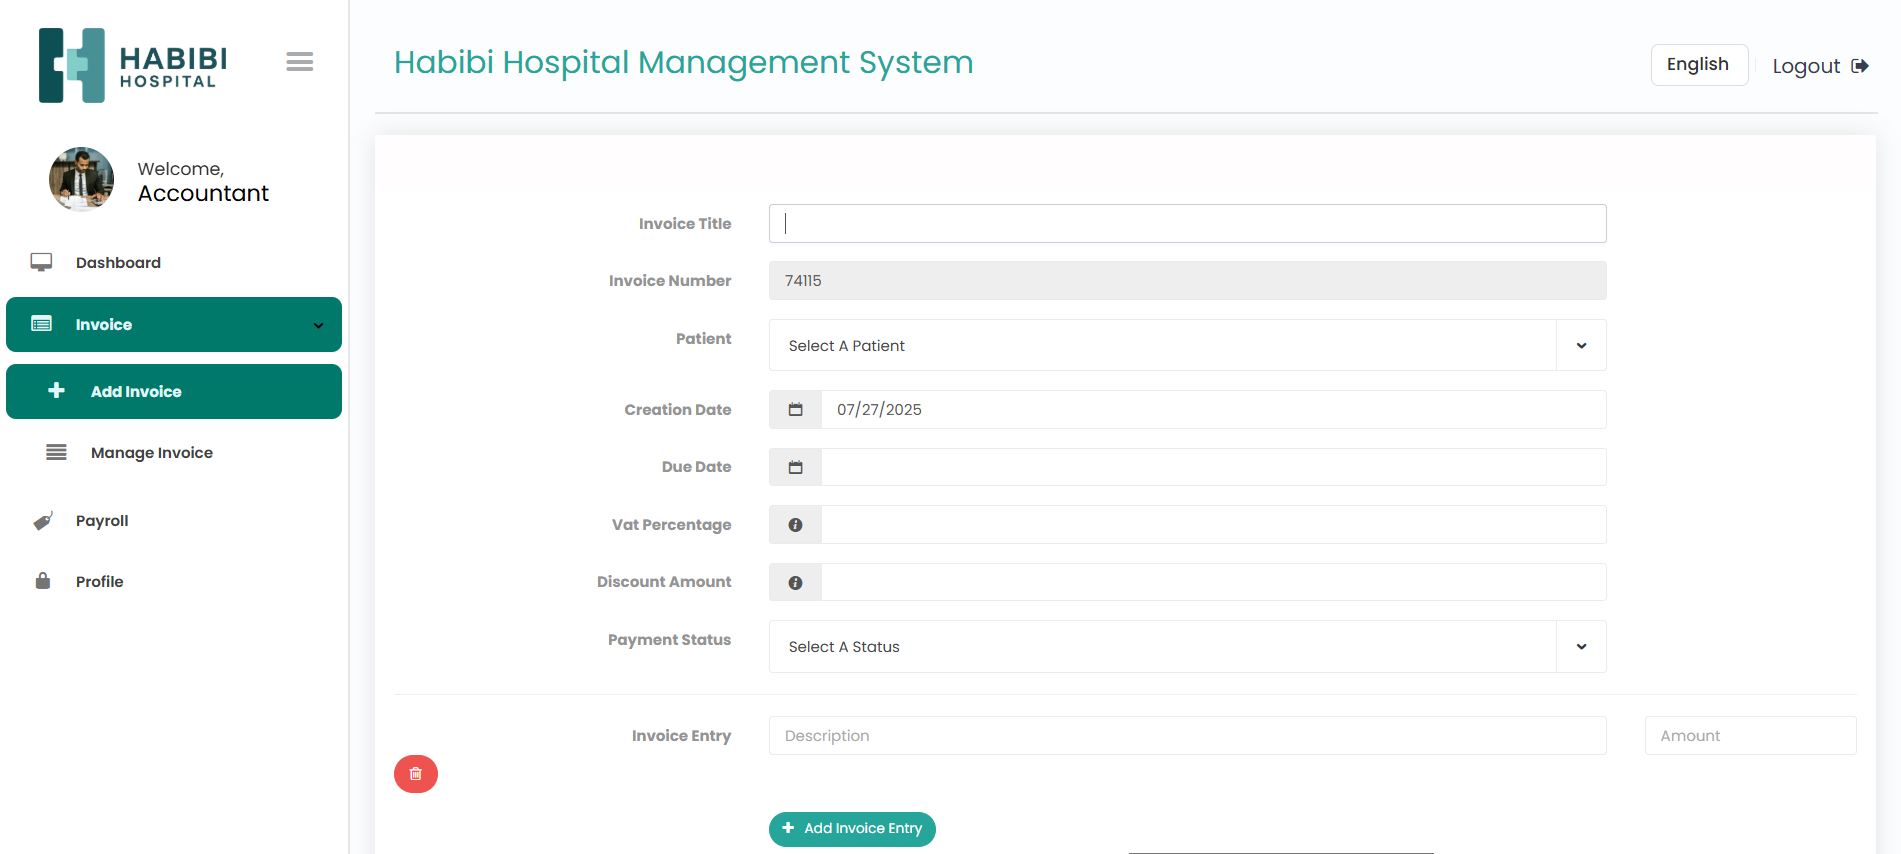 HABIBI
HOSPITAL
Habibi Hospital Management System
English
Logout
Welcome,
Accountant
Dashboard
Invoice
Add Invoice
Manage Invoice
Payroll
Profile
Invoice Title
Invoice Number 74115
Patient Select A Patient
Creation Date 07/27/2025
Due Date
Vat Percentage
Discount Amount
Payment Status Select A Status
Invoice Entry Description Amount
Add Invoice Entry